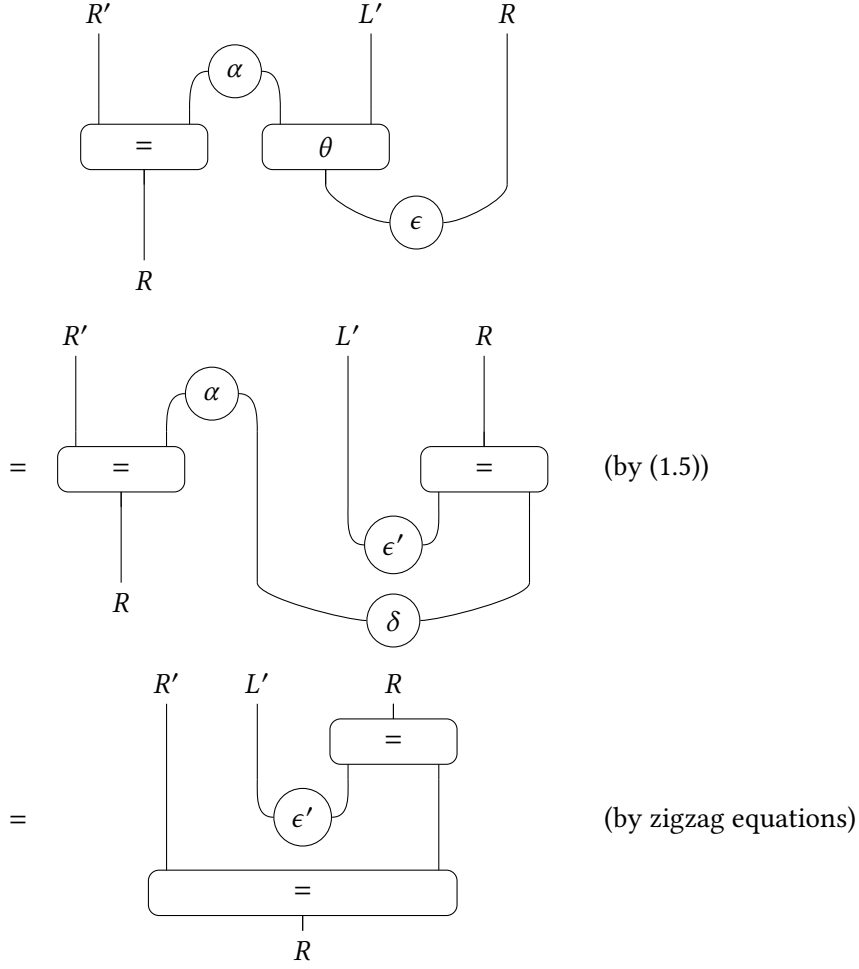 R′ L′ R
α
= θ
ϵ
R
R′ L′ R
α
= = = (by (1.5))
ϵ′
R
δ
R′ L′ R
=
= ϵ′ (by zigzag equations)
=
R